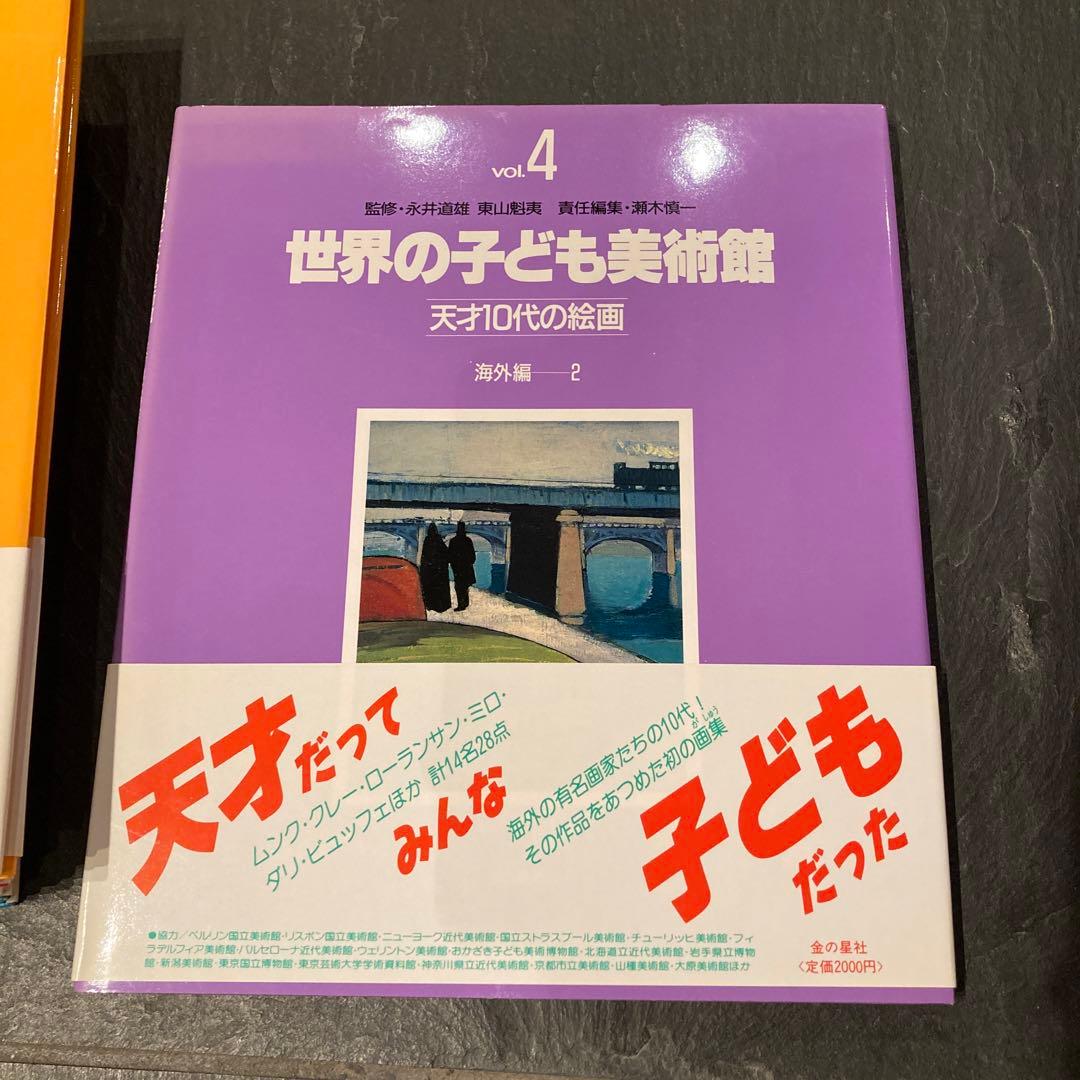 vol.4
監修・永井道雄 東山魁夷 責任編集・瀬木慎一
世界の子ども美術館
天才10代の絵画
海外編──2
天才だって
ムンク・クレー・ローランサン・ミロ・
ダリ・ビュッフェほか 計14名28点
みんな
海外の有名画家たちの10代！
その作品をあつめた初の画集
がしゅう
子ども
だった
●協力／ベルリン国立美術館・リスボン国立美術館・ニューヨーク近代美術館・国立ストラスブール美術館・チューリッヒ美術館・フィ
ラデルフィア美術館・バルセローナ近代美術館・ウェリントン美術館・おかざき子ども美術博物館・北海道立近代美術館・岩手県立博物
館・新潟美術館・東京国立博物館・東京芸術大学芸術資料館・神奈川県立近代美術館・京都市立美術館・山種美術館・大原美術館ほか
金の星社
〈定価2000円〉